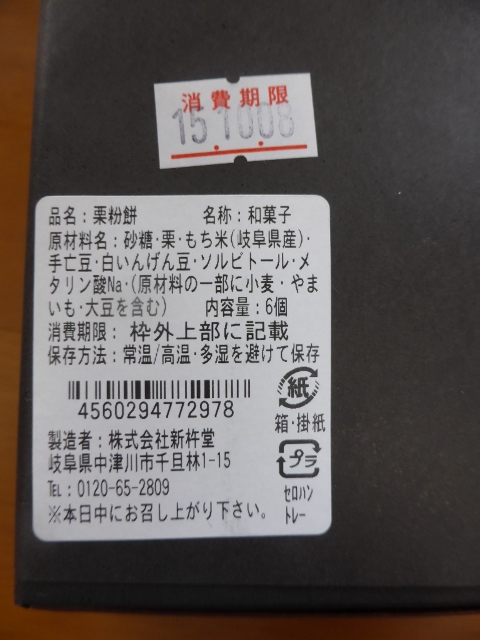 消費期限
15.10.08
品名：栗粉餅　名称：和菓子
原材料名：砂糖・栗・もち米(岐阜県産)・
手亡豆・白いんげん豆・ソルビトール・メ
タリン酸Na・(原材料の一部に小麦・やま
いも・大豆を含む)　内容量：6個
消費期限：枠外上部に記載
保存方法：常温/高温・多湿を避けて保存
4560294772978
紙
箱・掛紙
製造者：株式会社新杵堂
岐阜県中津川市千旦林1-15
TEL：0120-65-2809
※本日中にお召し上がり下さい。
プラ
セロハン
トレー